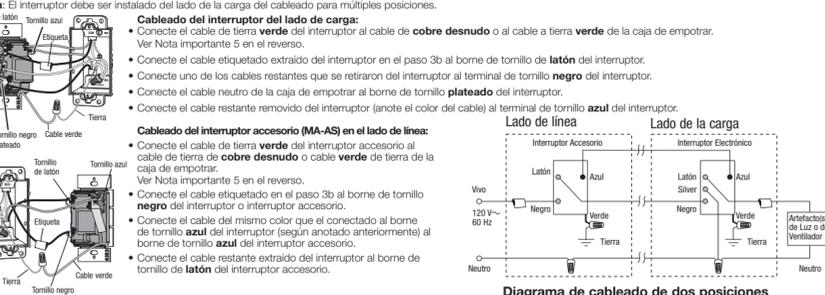 : El interruptor debe ser instalado del lado de la carga del cableado para múltiples posiciones.
de latón
Tornillo azul
Etiqueta
Tierra
Tornillo negro
Cable verde
Cableado del interruptor del lado de carga:
• Conecte el cable de tierra verde del interruptor al cable de cobre desnudo o al cable a tierra verde de la caja de empotrar.
Ver Nota importante 5 en el reverso.
• Conecte el cable etiquetado extraído del interruptor en el paso 3b al borne de tornillo de latón del interruptor.
• Conecte uno de los cables restantes que se retiraron del interruptor al terminal de tornillo negro del interruptor.
• Conecte el cable neutro de la caja de empotrar al borne de tornillo plateado del interruptor.
• Conecte el cable restante removido del interruptor (anote el color del cable) al terminal de tornillo azul del interruptor.
Cableado del interruptor accesorio (MA-AS) en el lado de línea:
• Conecte el cable de tierra verde del interruptor accesorio al
cable de tierra de cobre desnudo o cable verde de tierra de la
caja de empotrar.
Ver Nota importante 5 en el reverso.
• Conecte el cable etiquetado en el paso 3b al borne de tornillo
negro del interruptor o interruptor accesorio.
• Conecte el cable del mismo color que el conectado al borne
de tornillo azul del interruptor (según anotado anteriormente) al
borne de tornillo azul del interruptor accesorio.
• Conecte el cable restante extraído del interruptor al borne de
tornillo de latón del interruptor accesorio.
Tornillo
de latón
Tornillo azul
Etiqueta
Tierra
Cable verde
Tornillo negro
Lado de línea
Lado de la carga
Interruptor Accesorio
Interruptor Electrónico
Latón
Azul
Latón
Azul
Silver
Vivo
Negro
Negro
120 V~
60 Hz
Verde
Verde
Artefacto(s
de Luz o d
Ventilador
Tierra
Tierra
Neutro
Neutro
Diagrama de cableado de dos posiciones